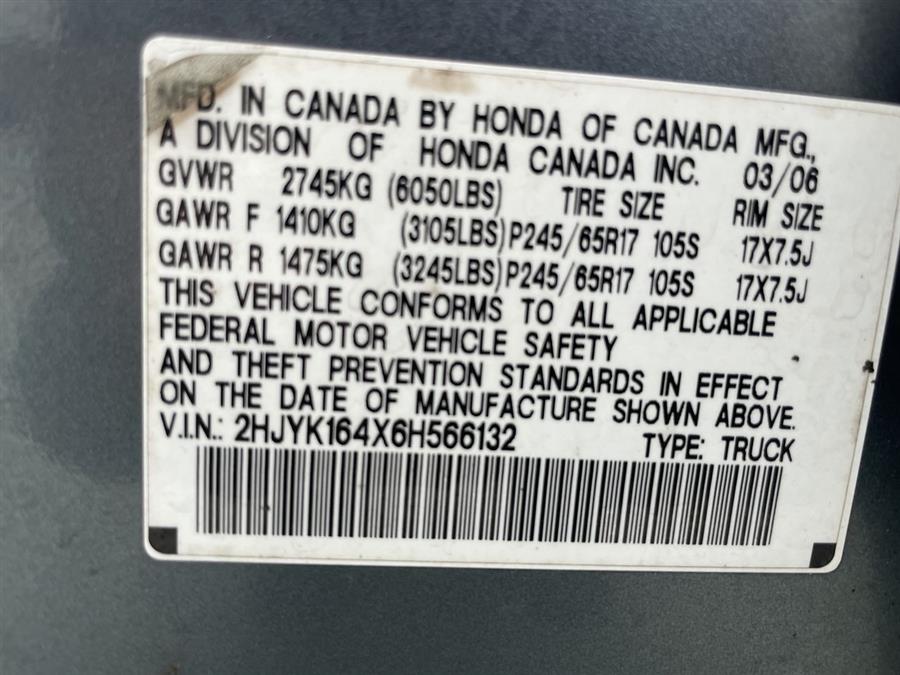 MFD. IN CANADA BY HONDA OF CANADA MFG.,
A DIVISION OF HONDA CANADA INC. 03/06
GVWR 2745KG (6050LBS) TIRE SIZE RIM SIZE
GAWR F 1410KG (3105LBS) P245/65R17 105S 17X7.5J
GAWR R 1475KG (3245LBS) P245/65R17 105S 17X7.5J
THIS VEHICLE CONFORMS TO ALL APPLICABLE
FEDERAL MOTOR VEHICLE SAFETY
AND THEFT PREVENTION STANDARDS IN EFFECT
ON THE DATE OF MANUFACTURE SHOWN ABOVE.
V.I.N.: 2HJYK164X6H566132 TYPE: TRUCK